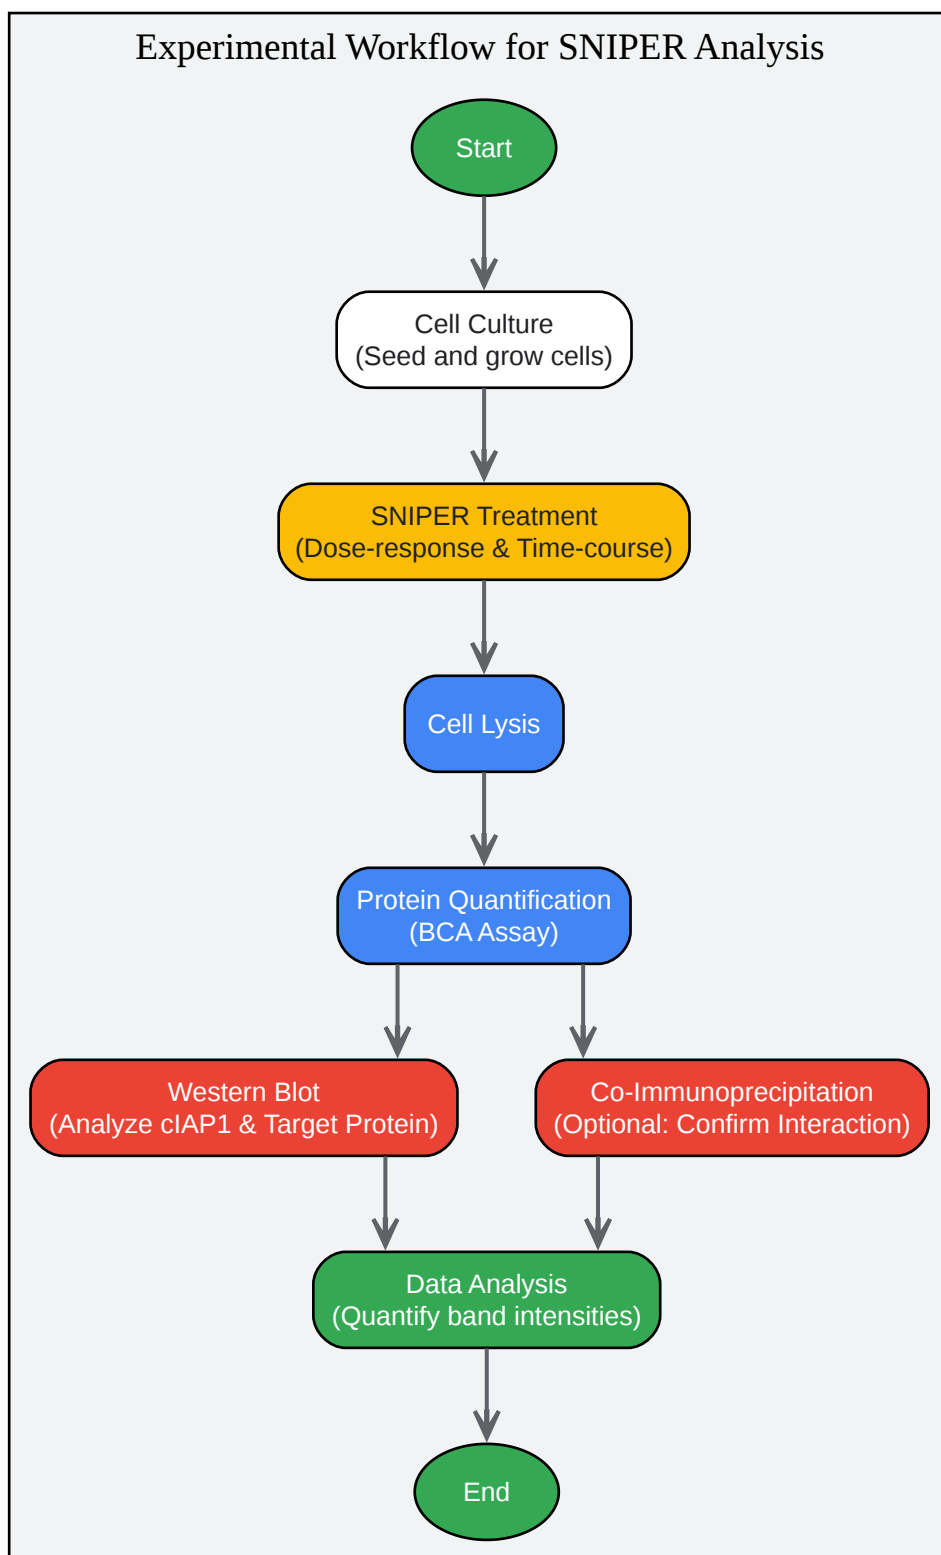 Experimental Workflow for SNIPER Analysis
Start
Cell Culture
(Seed and grow cells)
SNIPER Treatment
(Dose-response & Time-course)
Cell Lysis
Protein Quantification
(BCA Assay)
Western Blot
(Analyze cIAP1 & Target Protein)
Co-Immunoprecipitation
(Optional: Confirm Interaction)
Data Analysis
(Quantify band intensities)
End